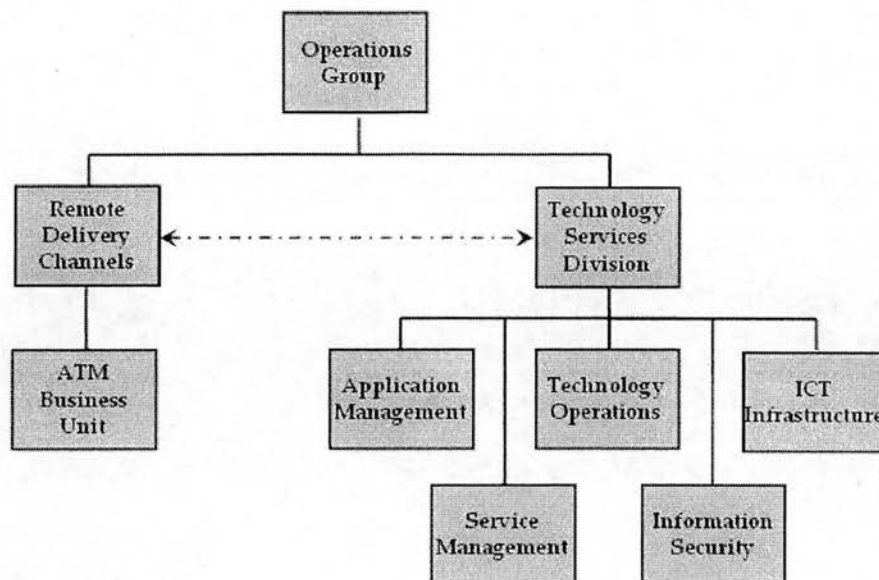 Operations
Group
Remote
Delivery
Channels
Technology
Services
Division
ATM
Business
Unit
Application
Management
Technology
Operations
ICT
Infrastructure
Service
Management
Information
Security